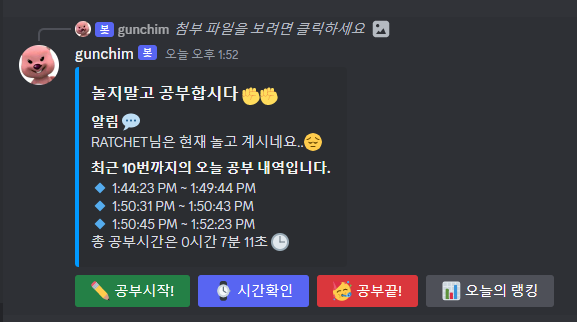 봇 gunchim 첨부 파일을 보려면 클릭하세요
gunchim 봇 오늘 오후 1:52
놀지말고 공부합시다 ✊✊
알림 💬
RATCHET님은 현재 놀고 계시네요..😔
최근 10번까지의 오늘 공부 내역입니다.
🔹 1:44:23 PM ~ 1:49:44 PM
🔹 1:50:31 PM ~ 1:50:43 PM
🔹 1:50:45 PM ~ 1:52:23 PM
총 공부시간은 0시간 7분 11초 🕒
✏️ 공부시작! ⌚ 시간확인 🥳 공부끝! 📊 오늘의 랭킹